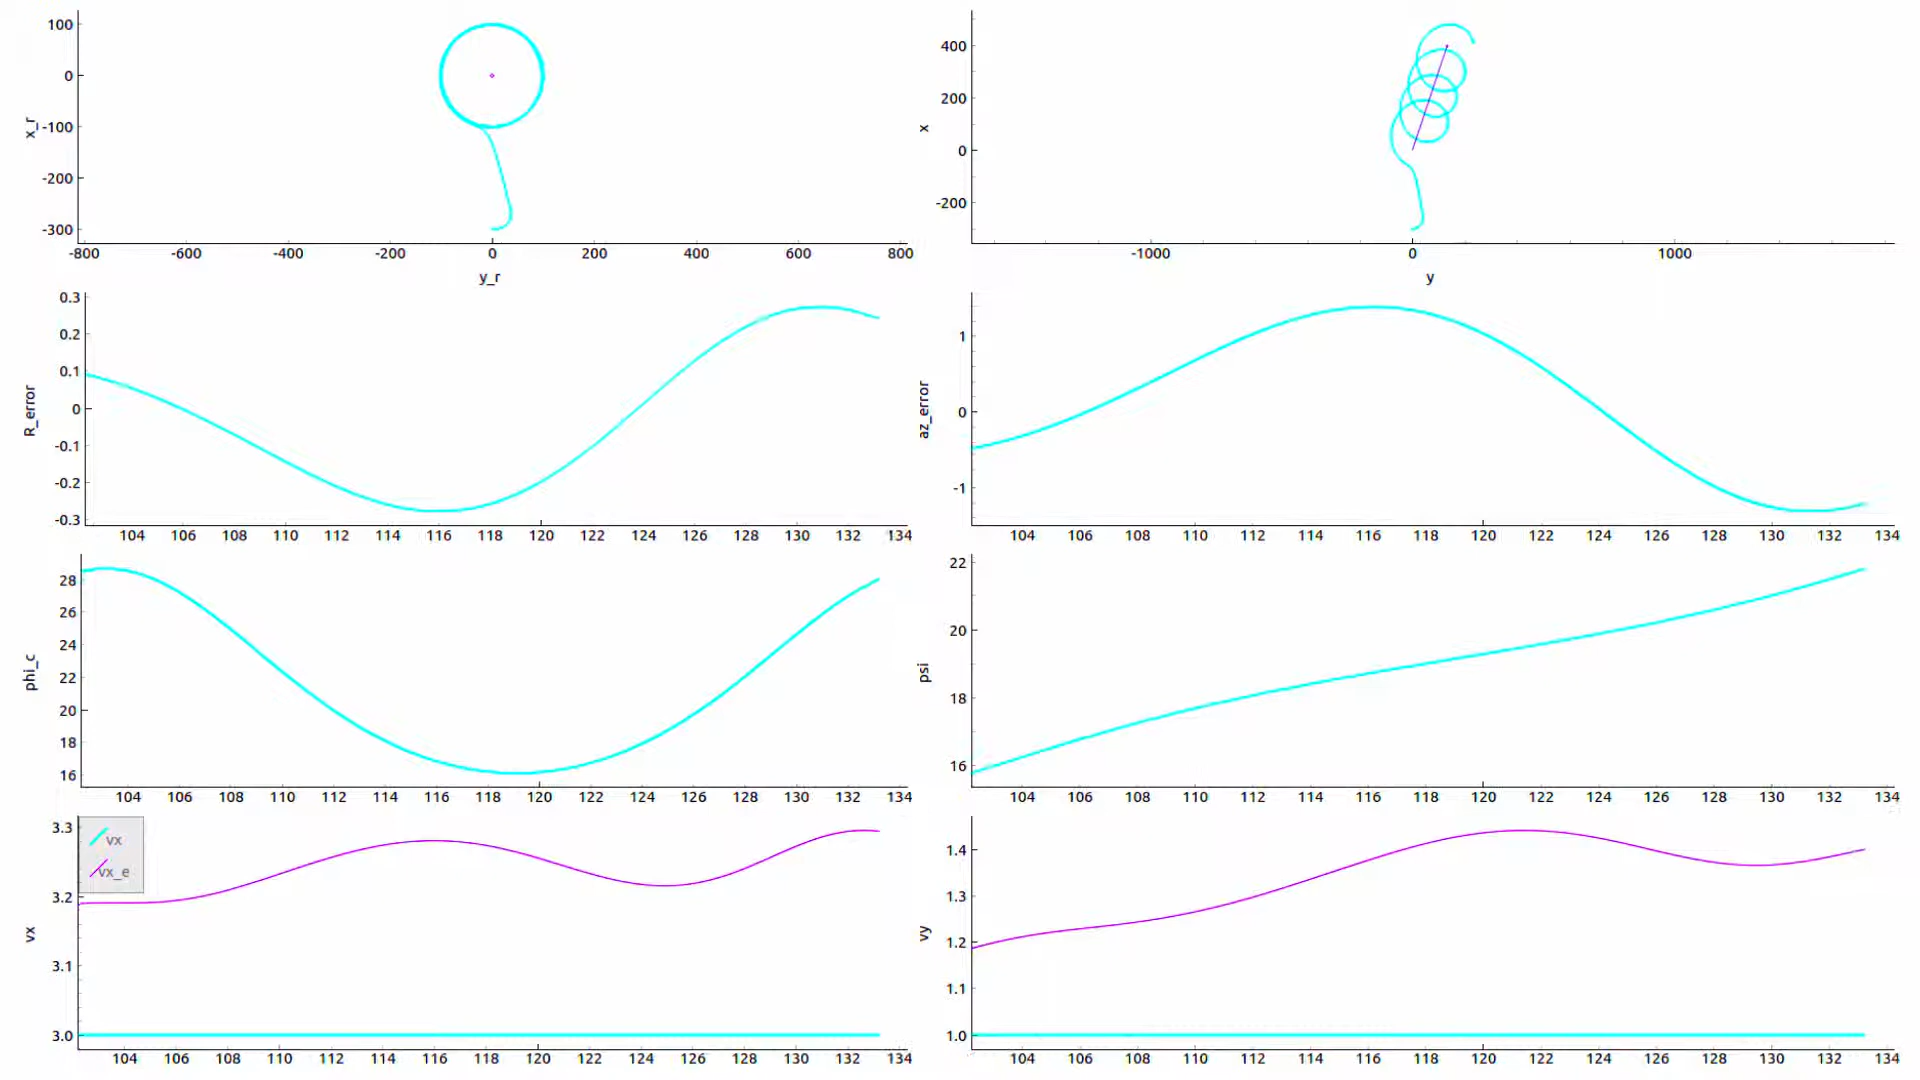 100
0
-100
-200
-300
x_r
-800 -600 -400 -200 0 200 400 600 800
y_r
400
200
0
-200
x
-1000 0 1000
y
0.3
0.2
0.1
0
-0.1
-0.2
-0.3
R_error
104 106 108 110 112 114 116 118 120 122 124 126 128 130 132 134
1
0
-1
az_error
104 106 108 110 112 114 116 118 120 122 124 126 128 130 132 134
28
26
24
22
20
18
16
phi_c
104 106 108 110 112 114 116 118 120 122 124 126 128 130 132 134
22
20
18
16
psi
104 106 108 110 112 114 116 118 120 122 124 126 128 130 132 134
3.3
3.2
3.1
3.0
vx
vx
vx_e
104 106 108 110 112 114 116 118 120 122 124 126 128 130 132 134
1.4
1.3
1.2
1.1
1.0
vy
104 106 108 110 112 114 116 118 120 122 124 126 128 130 132 134